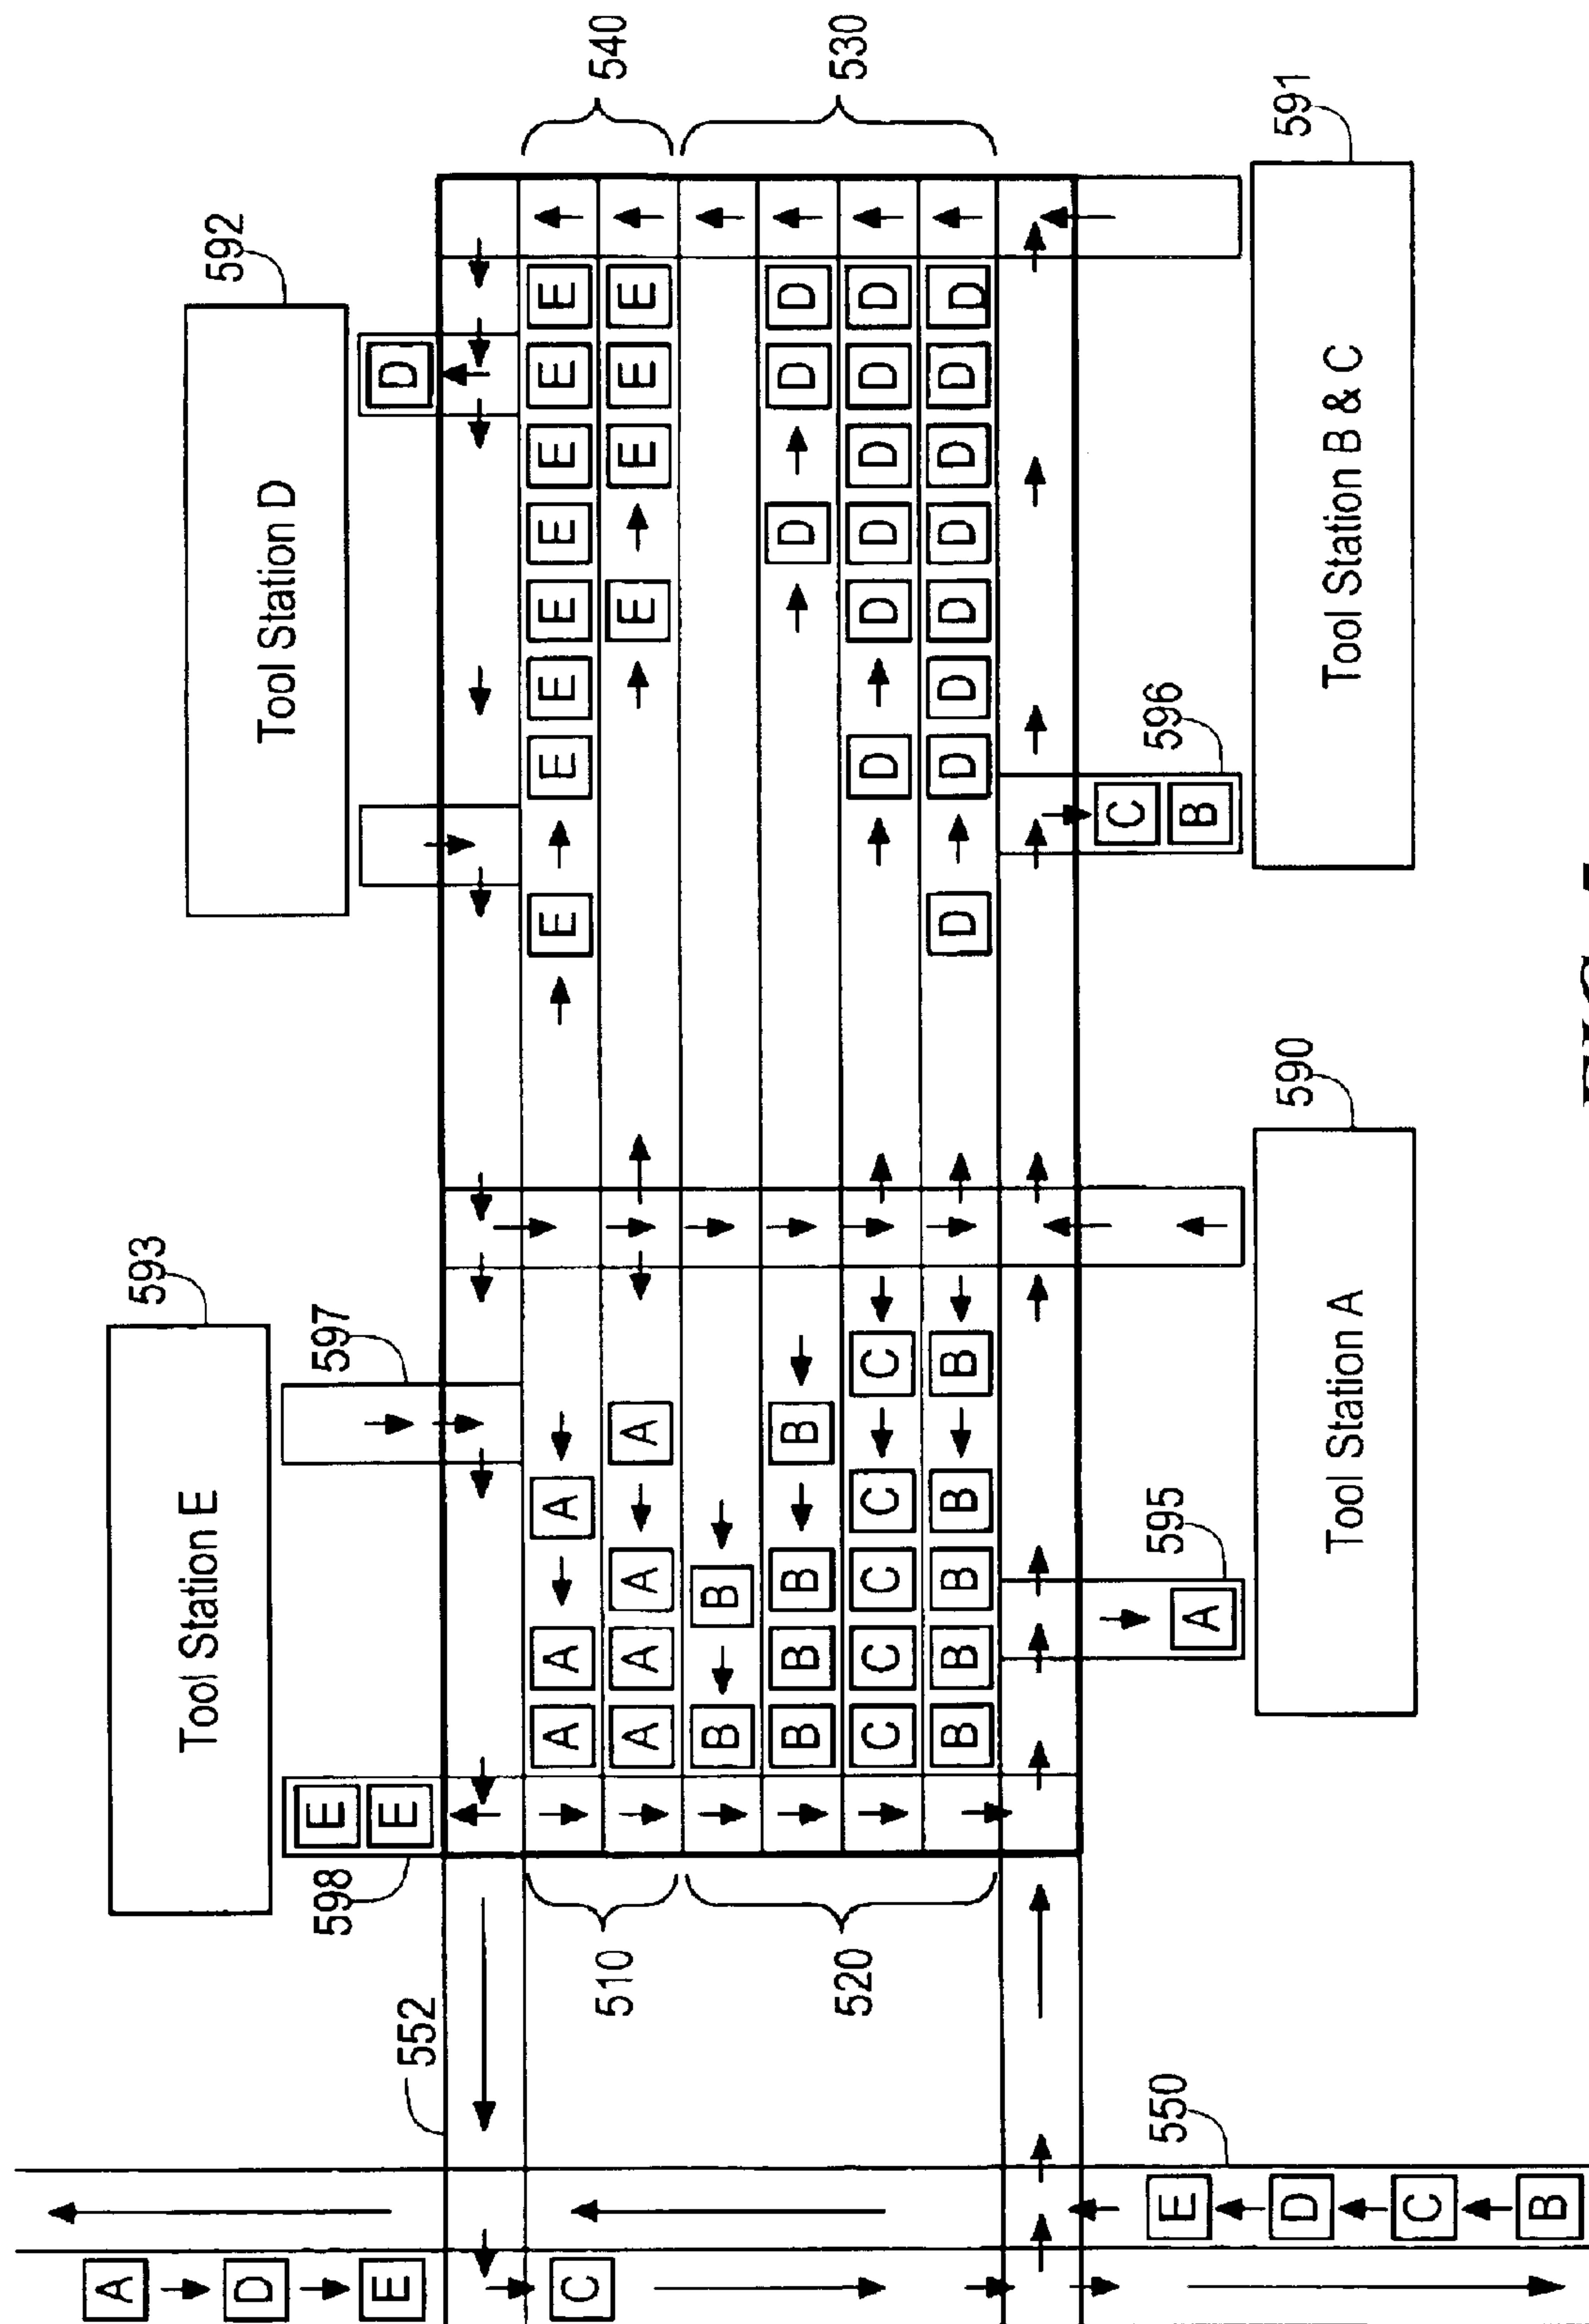 A
593
592
Tool Station E
D
Tool Station D
598
E
597
E
E
D
552
C
A A A
E E E E E E E E
510
540
A A A A
E E E E
B B
B B B B
D D D
520
530
C C C C C
D D D D D D
B B B B B
D D D D D D D D
C
550
595
596
E
A
B
D
590
591
Tool Station A
Tool Station B & C
C
B